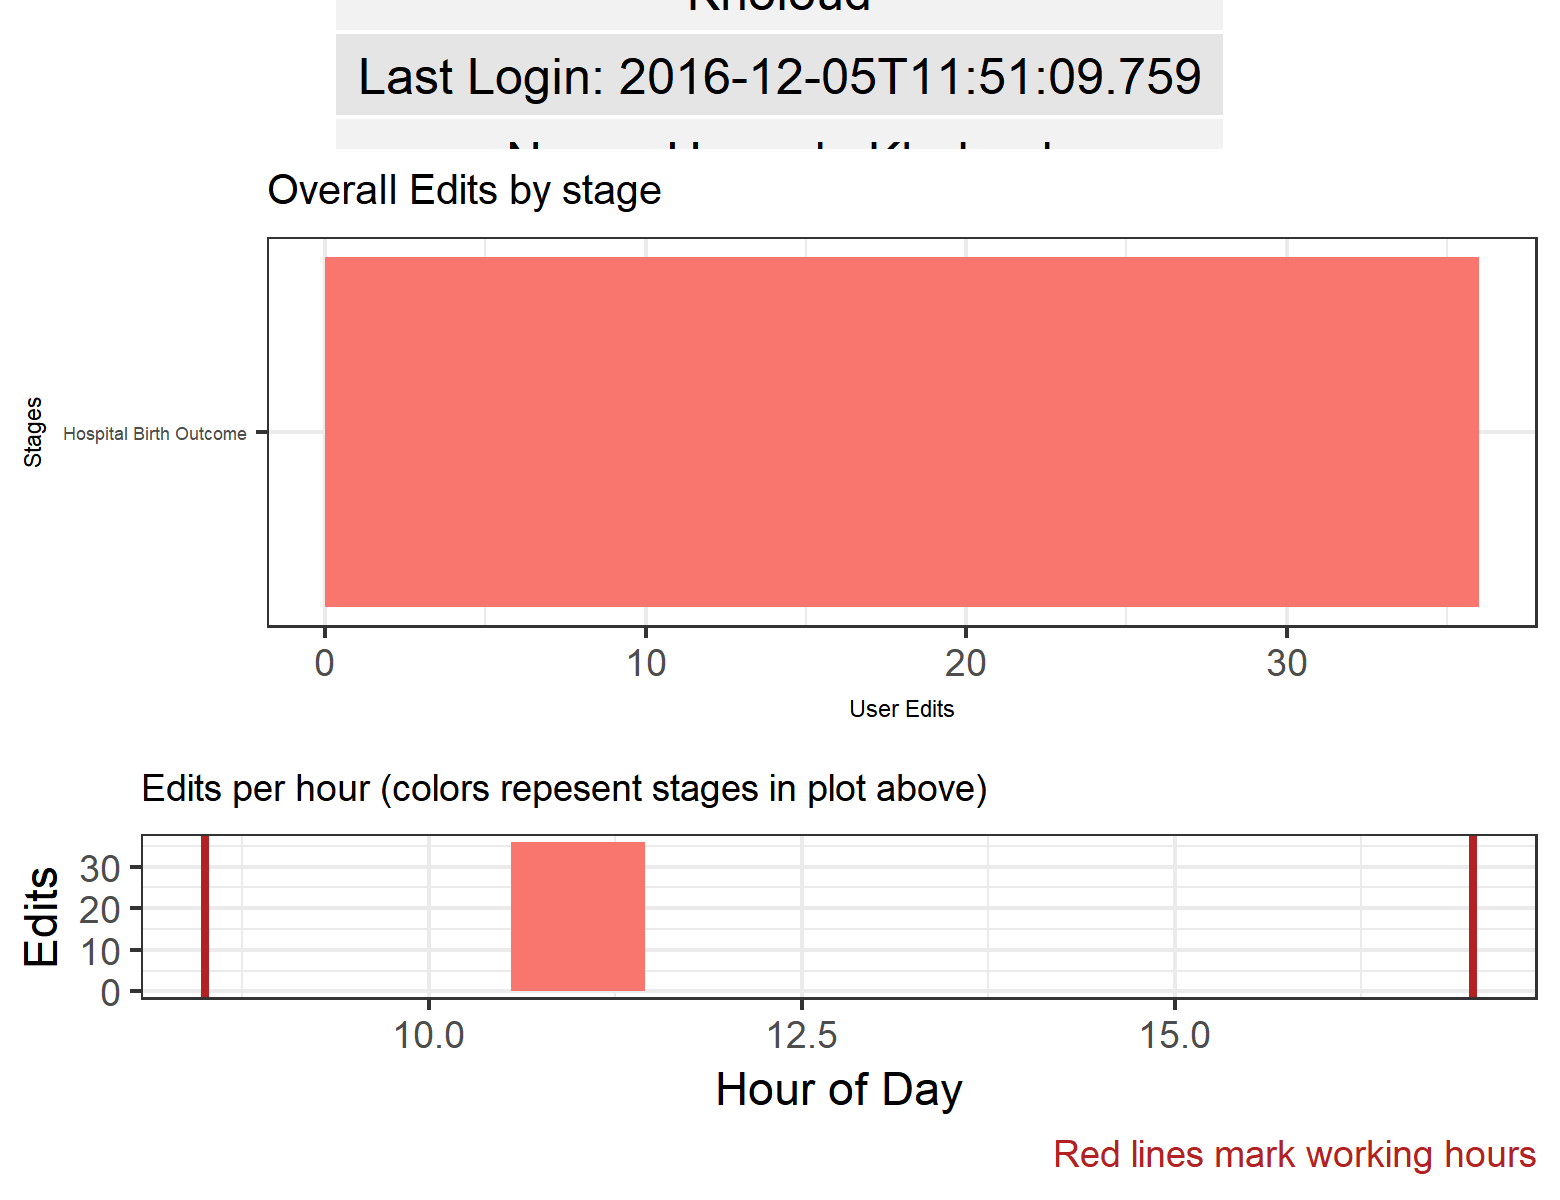 Last Login: 2016-12-05T11:51:09.759
Overall Edits by stage
Stages
Hospital Birth Outcome
0 10 20 30
User Edits
Edits per hour (colors repesent stages in plot above)
Edits
30
20
10
0
10.0 12.5 15.0
Hour of Day
Red lines mark working hours